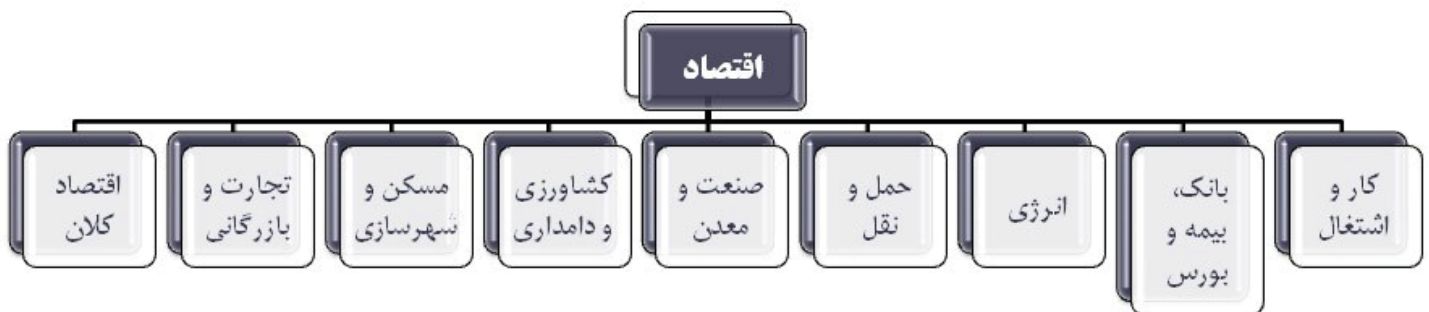 اقتصاد
کار و
اشتغال
بانک،
بیمه و
بورس
انرژی
حمل و
نقل
صنعت و
معدن
کشاورزی
و دامداری
مسکن و
شهرسازی
تجارت و
بازرگانی
اقتصاد
کلان